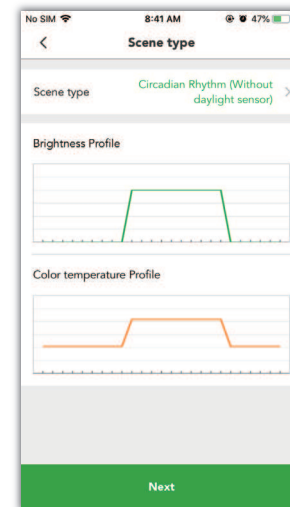 No SIM 8:41 AM 47%
Scene type
Scene type Circadian Rhythm (Without
daylight sensor)
Brightness Profile
Color temperature Profile
Next